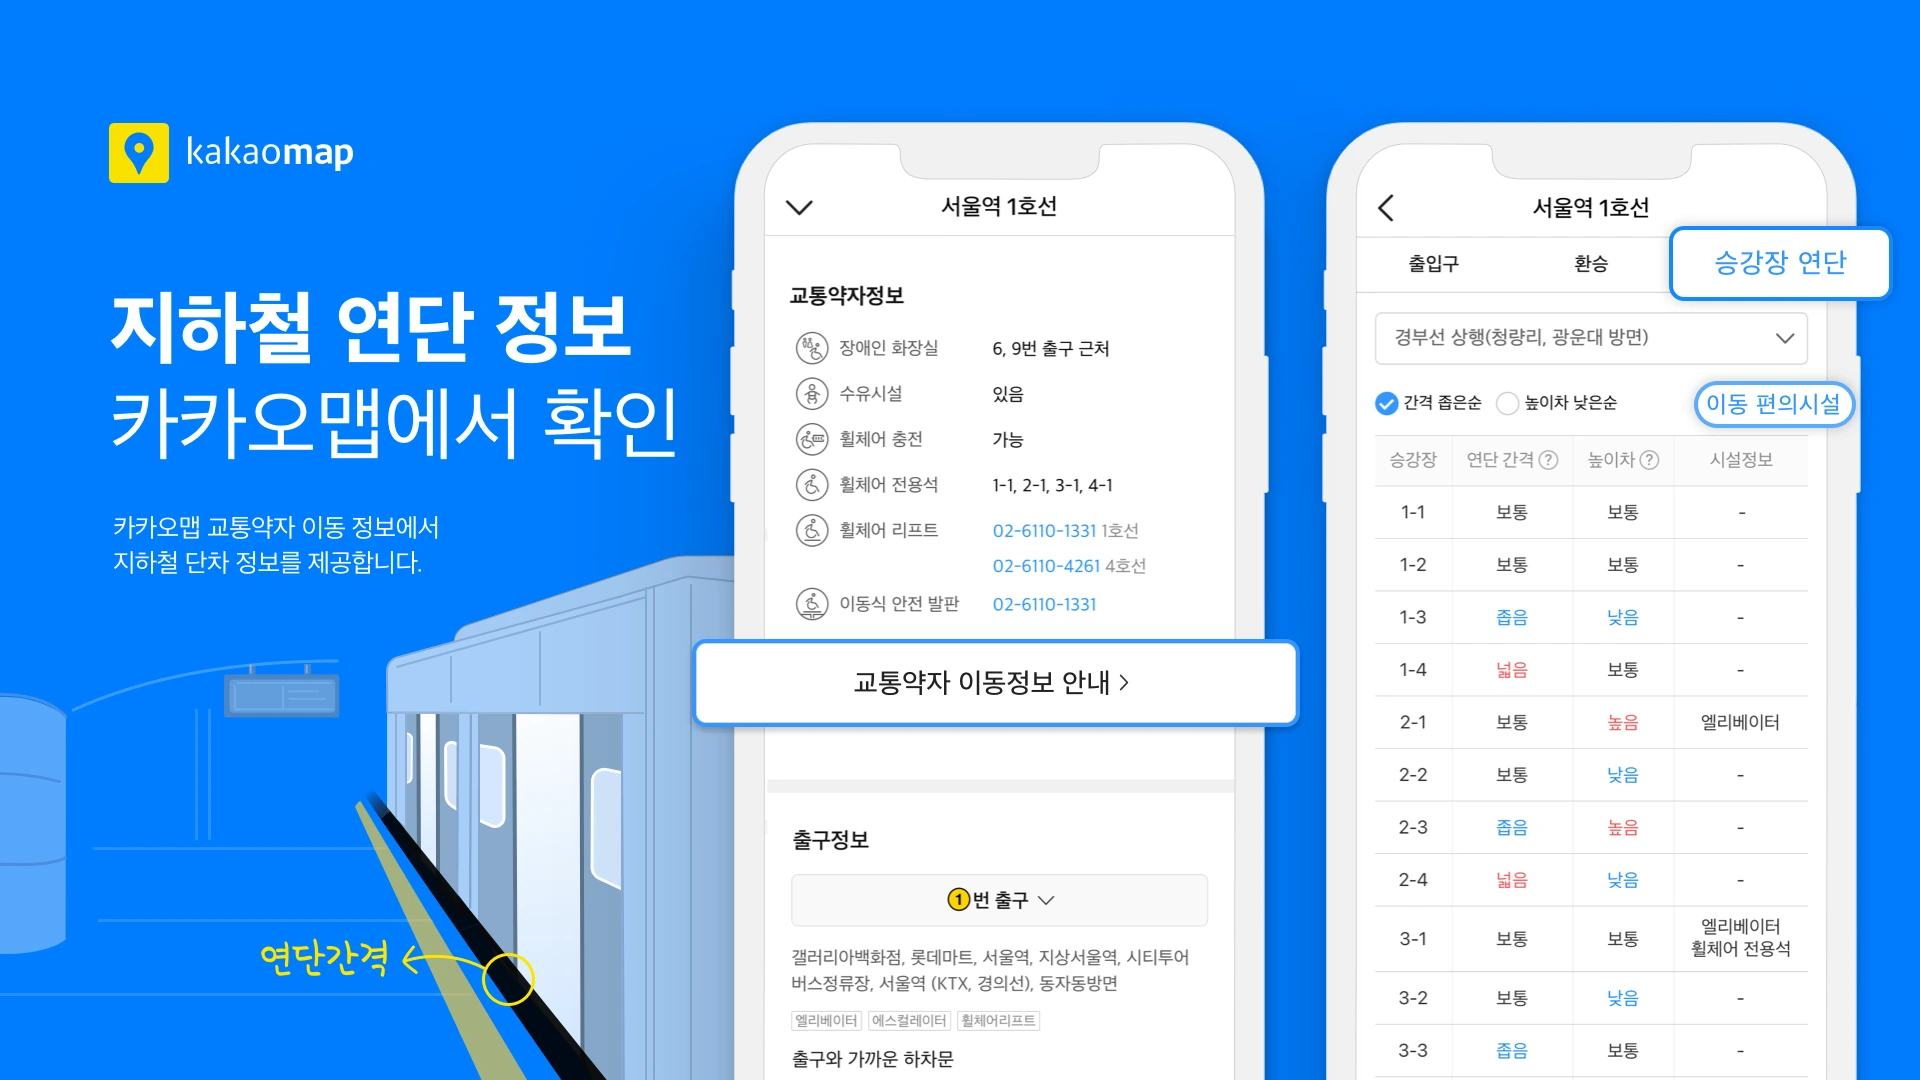 kakaomap
지하철 연단 정보
카카오맵에서 확인
카카오맵 교통약자 이동 정보에서
지하철 단차 정보를 제공합니다.
연단간격
서울역 1호선
교통약자정보
장애인 화장실 6, 9번 출구 근처
수유시설 있음
휠체어 충전 가능
휠체어 전용석 1-1, 2-1, 3-1, 4-1
휠체어 리프트 02-6110-1331 1호선
02-6110-4261 4호선
이동식 안전 발판 02-6110-1331
교통약자 이동정보 안내 >
출구정보
1번 출구
갤러리아백화점, 롯데마트, 서울역, 지상서울역, 시티투어
버스정류장, 서울역 (KTX, 경의선), 동자동방면
엘리베이터 에스컬레이터 휠체어리프트
출구와 가까운 하차문
서울역 1호선
출입구 환승 승강장 연단
경부선 상행(청량리, 광운대 방면)
간격 좁은순 높이차 낮은순 이동 편의시설
승강장 연단 간격 ? 높이차 ? 시설정보
1-1 보통 보통 -
1-2 보통 보통 -
1-3 좁음 낮음 -
1-4 넓음 보통 -
2-1 보통 높음 엘리베이터
2-2 보통 낮음 -
2-3 좁음 높음 -
2-4 넓음 낮음 -
3-1 보통 보통 엘리베이터
휠체어 전용석
3-2 보통 낮음 -
3-3 좁음 보통 -